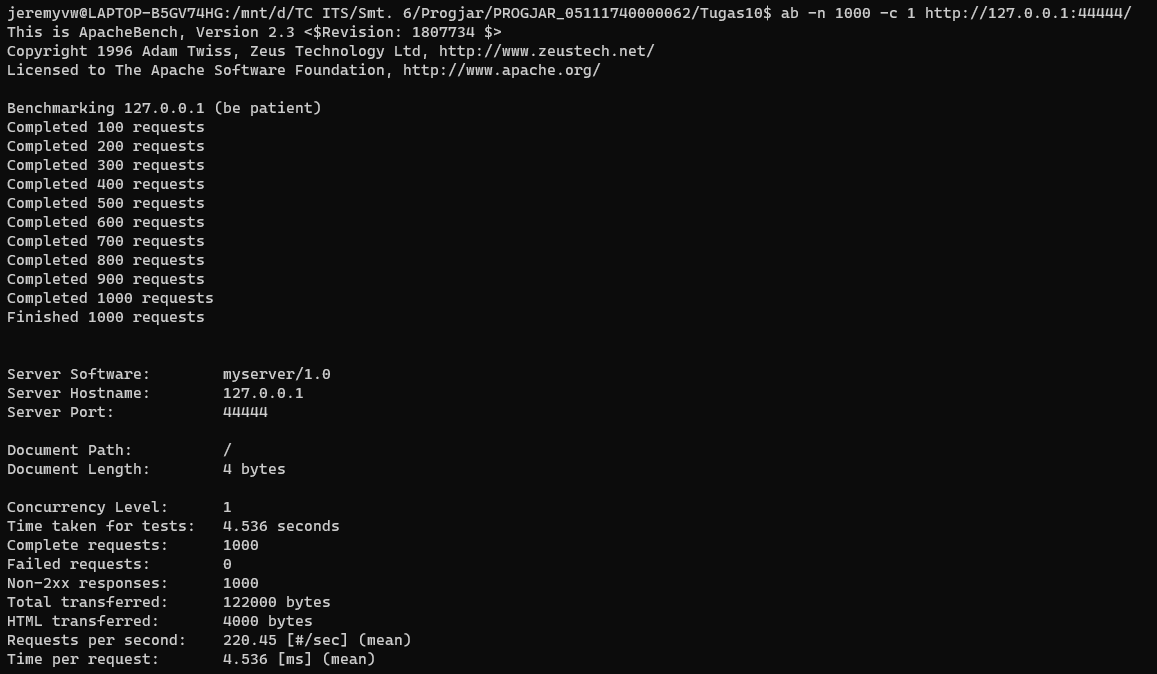 jeremyvw@LAPTOP-B5GV74HG:/mnt/d/TC ITS/Smt. 6/Progjar/PROGJAR_05111740000062/Tugas10$ ab -n 1000 -c 1 http://127.0.0.1:44444/
This is ApacheBench, Version 2.3 <$Revision: 1807734 $>
Copyright 1996 Adam Twiss, Zeus Technology Ltd, http://www.zeustech.net/
Licensed to The Apache Software Foundation, http://www.apache.org/

Benchmarking 127.0.0.1 (be patient)
Completed 100 requests
Completed 200 requests
Completed 300 requests
Completed 400 requests
Completed 500 requests
Completed 600 requests
Completed 700 requests
Completed 800 requests
Completed 900 requests
Completed 1000 requests
Finished 1000 requests


Server Software:        myserver/1.0
Server Hostname:        127.0.0.1
Server Port:            44444

Document Path:          /
Document Length:        4 bytes

Concurrency Level:      1
Time taken for tests:   4.536 seconds
Complete requests:      1000
Failed requests:        0
Non-2xx responses:      1000
Total transferred:      122000 bytes
HTML transferred:       4000 bytes
Requests per second:    220.45 [#/sec] (mean)
Time per request:       4.536 [ms] (mean)